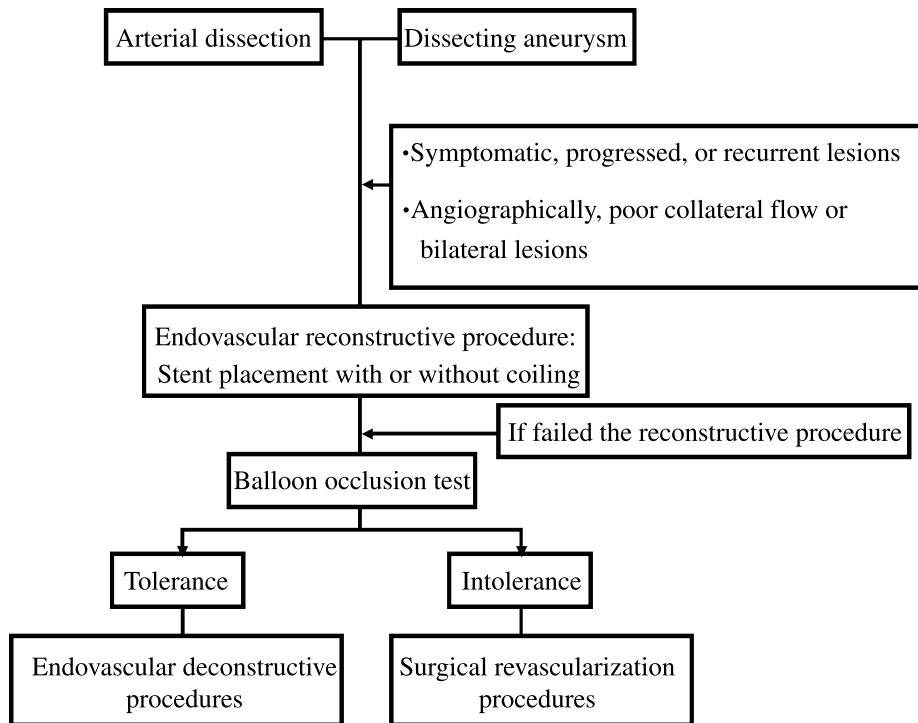 Arterial dissection
Dissecting aneurysm
•Symptomatic, progressed, or recurrent lesions
•Angiographically, poor collateral flow or
bilateral lesions
Endovascular reconstructive procedure:
Stent placement with or without coiling
If failed the reconstructive procedure
Balloon occlusion test
Tolerance
Intolerance
Endovascular deconstructive
procedures
Surgical revascularization
procedures